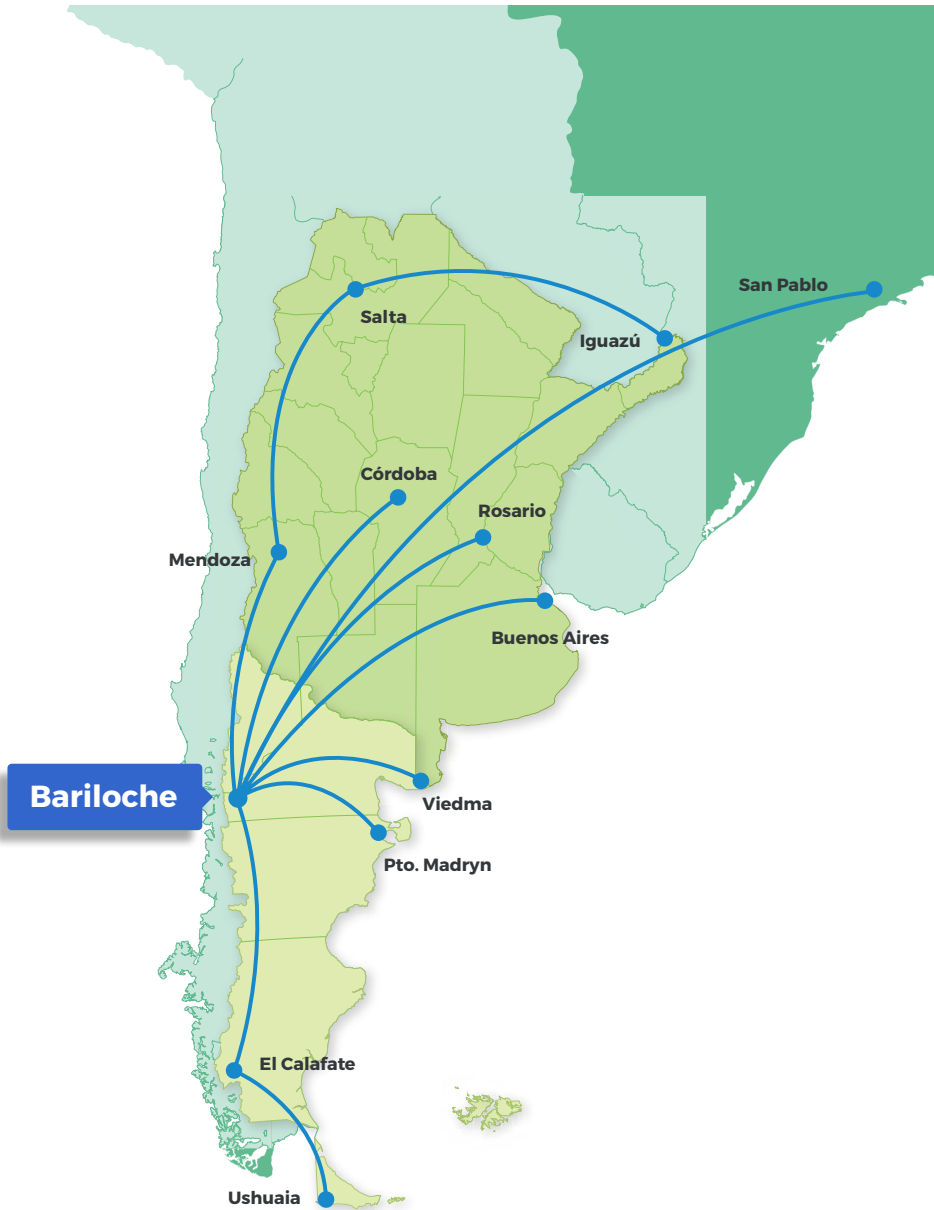 San Pablo
Salta
Iguazú
Córdoba
Rosario
Mendoza
Buenos Aires
Bariloche
Viedma
Pto. Madryn
El Calafate
Ushuaia